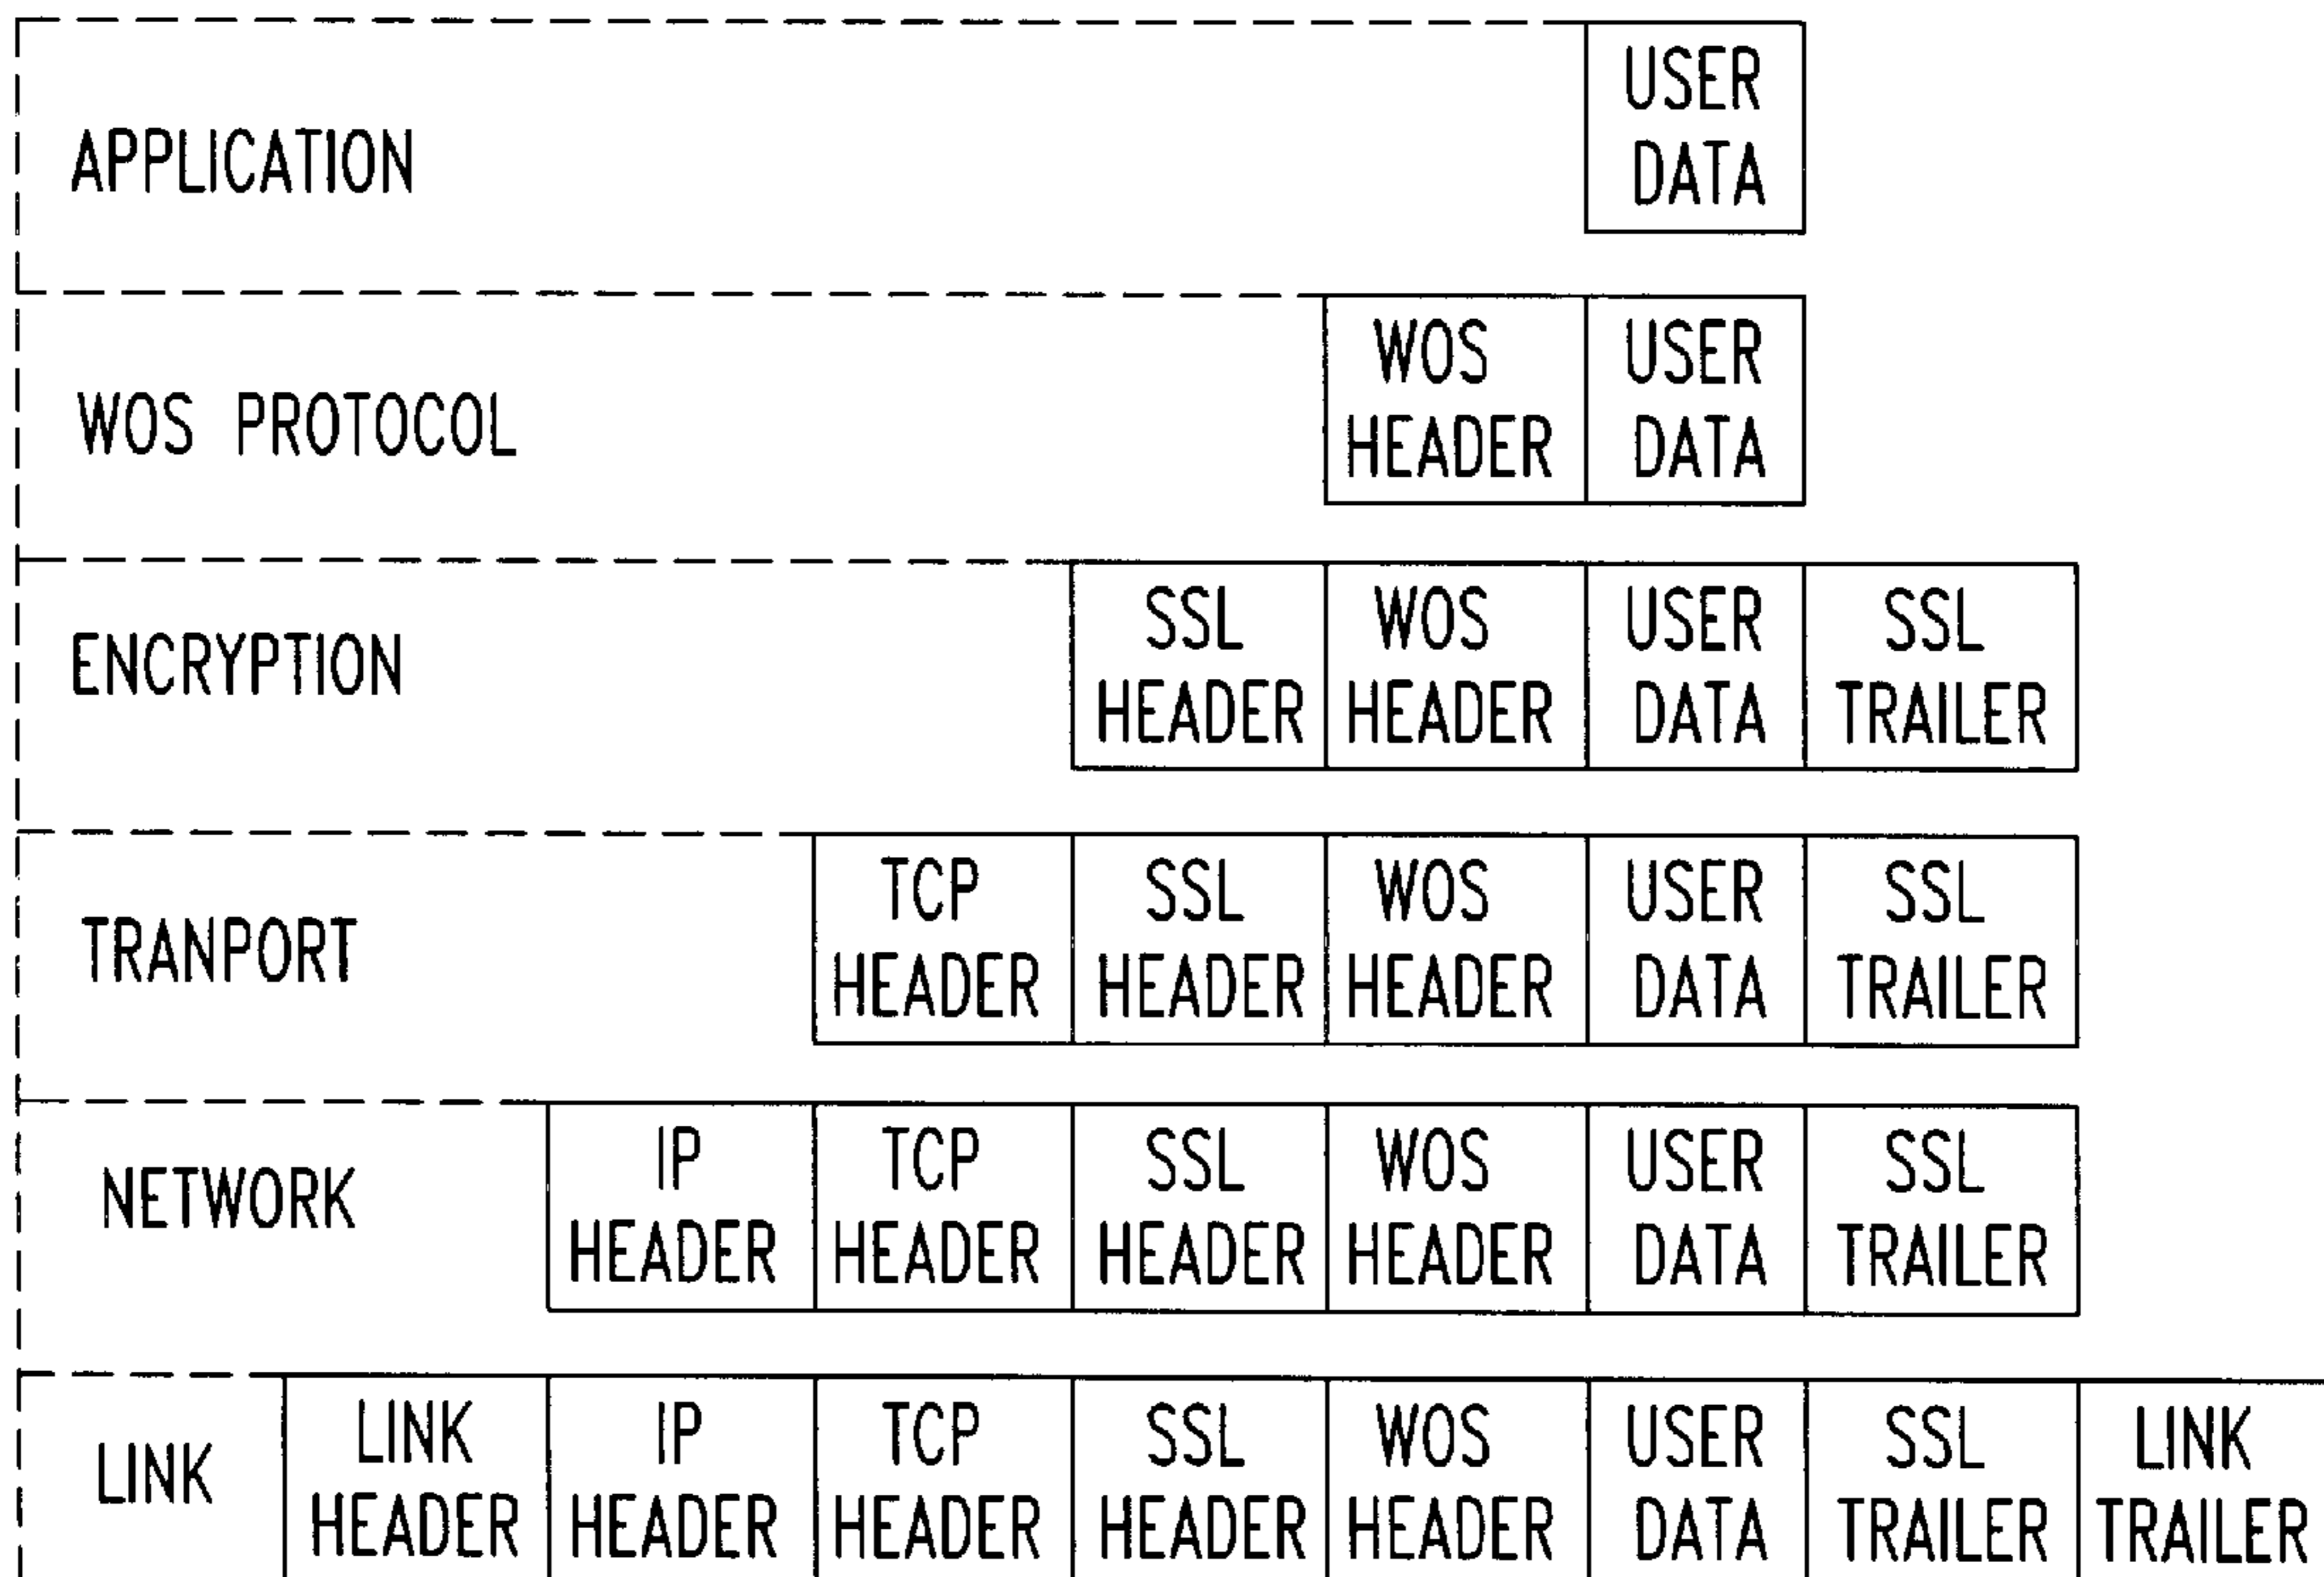 USER
DATA
APPLICATION
WOS USER
HEADER DATA
WOS PROTOCOL
SSL WOS USER SSL
HEADER HEADER DATA TRAILER
ENCRYPTION
TCP SSL WOS USER SSL
HEADER HEADER HEADER DATA TRAILER
TRANPORT
IP TCP SSL WOS USER SSL
HEADER HEADER HEADER HEADER DATA TRAILER
NETWORK
LINK IP TCP SSL WOS USER SSL LINK
HEADER HEADER HEADER HEADER HEADER DATA TRAILER TRAILER
LINK